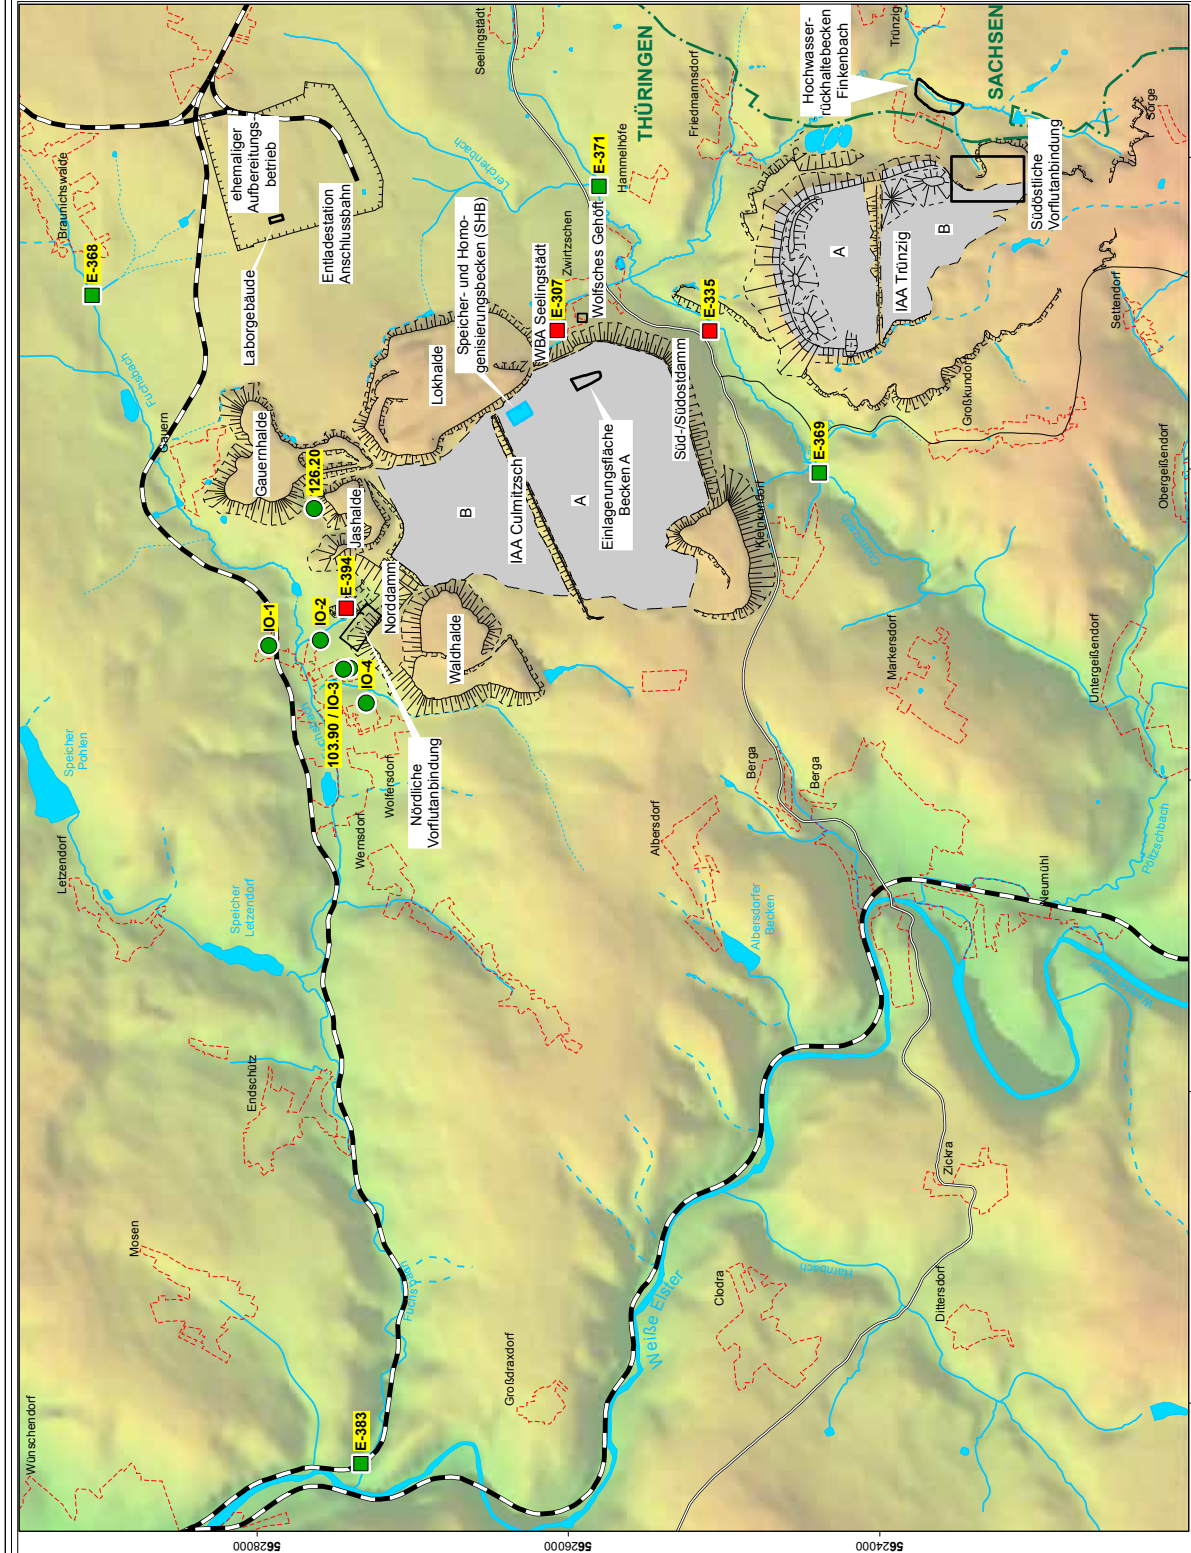 Wünschendorf
Mosen
Endschütz
Letzendorf
Speicher
Pohlen
Speicher
Letzendorf
Wernsdorf
Wolfersdorf
Gauern
Braunichswalde
Fuchsbach
E-368
ehemaliger
Aufbereitungs-
betrieb
Laborgebäude
Entladestation
Anschlussbahn
Seelingstädt
Lerchenbach
E-371
Hammelhöfe
THÜRINGEN
SACHSEN
Friedmannsdorf
Hochwasser-
rückhaltebecken
Finkenbach
Trünzig
Sorge
Südöstliche
Vorflutanbindung
A
B
IAA Trünzig
Settendorf
Großkundorf
Obergeißendorf
Untergeißendorf
Gauernhalde
126.20
Jashalde
Lokhalde
Speicher- und Homo-
genisierungsbecken (SHB)
WBA Seelingstädt
E-307
Zwirtzschen
Wolfsches Gehöft
E-335
Süd-/Südostdamm
Einlagerungsfläche
Becken A
A
B
IAA Culmitzsch
Norddamm
E-394
IO-1
IO-2
103.90 / IO-3
IO-4
Waldhalde
Nördliche
Vorflutanbindung
Kleinkundorf
E-369
Culmitzsch
Markersdorf
Berga
Berga
Albersdorf
Albersdorfer
Becken
Neumühl
Pöltzschbach
Weiße Elster
Zickra
Dittersdorf
Clodra
Großdraxdorf
Fuchsbach
E-383
5628000
5626000
5624000